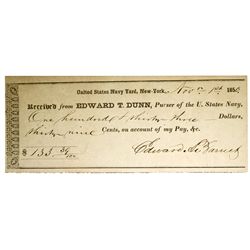 United States Navy Yard, New-York, Nov 1st 185
Received from EDWARD T. DUNN, Purser of the U. States Navy,
One hundred & thirty three Dollars,
thirty nine Cents, on account of my Pay, &c.
$ 133 39/100
Edward